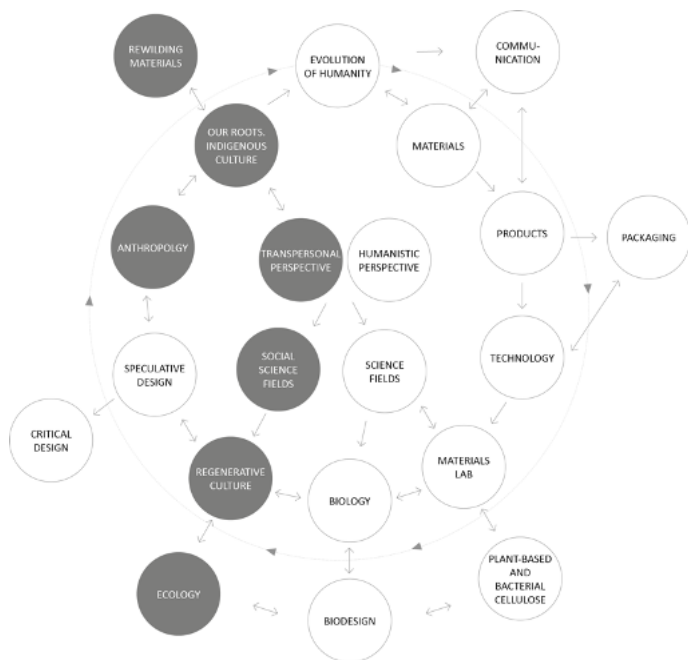 REWILDING
MATERIALS
EVOLUTION
OF HUMANITY
COMMU-
NICATION
OUR ROOTS.
INDIGENOUS
CULTURE
MATERIALS
ANTHROPOLGY
TRANSPERSONAL
PERSPECTIVE
HUMANISTIC
PERSPECTIVE
PRODUCTS
PACKAGING
SPECULATIVE
DESIGN
SOCIAL
SCIENCE
FIELDS
SCIENCE
FIELDS
TECHNOLOGY
CRITICAL
DESIGN
REGENERATIVE
CULTURE
BIOLOGY
MATERIALS
LAB
ECOLOGY
BIODESIGN
PLANT-BASED
AND
BACTERIAL
CELLULOSE